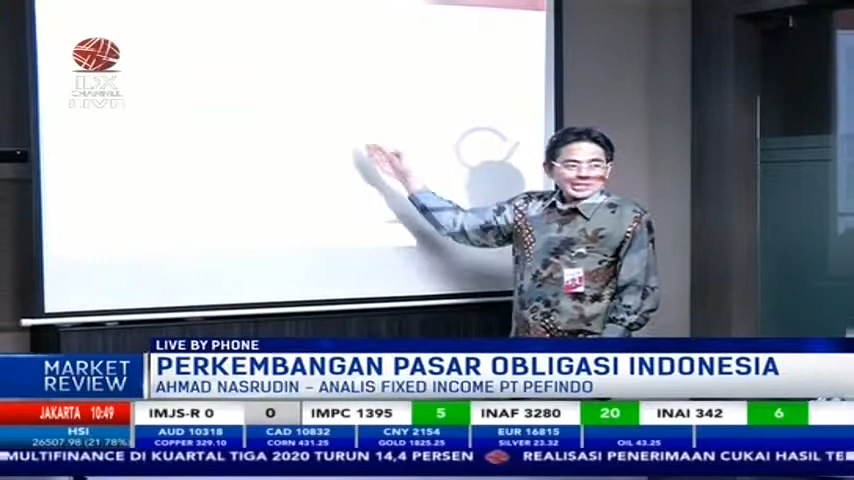 IDX
CHANNEL
LIVE
LIVE BY PHONE
MARKET
REVIEW
PERKEMBANGAN PASAR OBLIGASI INDONESIA
AHMAD NASRUDIN – ANALIS FIXED INCOME PT PEFINDO
JAKARTA 10:49
IMJS-R 0 0 IMPC 1395 5 INAF 3280 20 INAI 342 6
HSI
26507.98 (21.78%)
AUD 10318 CAD 10832 CNY 2154 EUR 16815
COPPER 329.10 CORN 431.25 GOLD 1825.25 SILVER 23.32 OIL 43.25
MULTIFINANCE DI KUARTAL TIGA 2020 TURUN 14,4 PERSEN REALISASI PENERIMAAN CUKAI HASIL TE